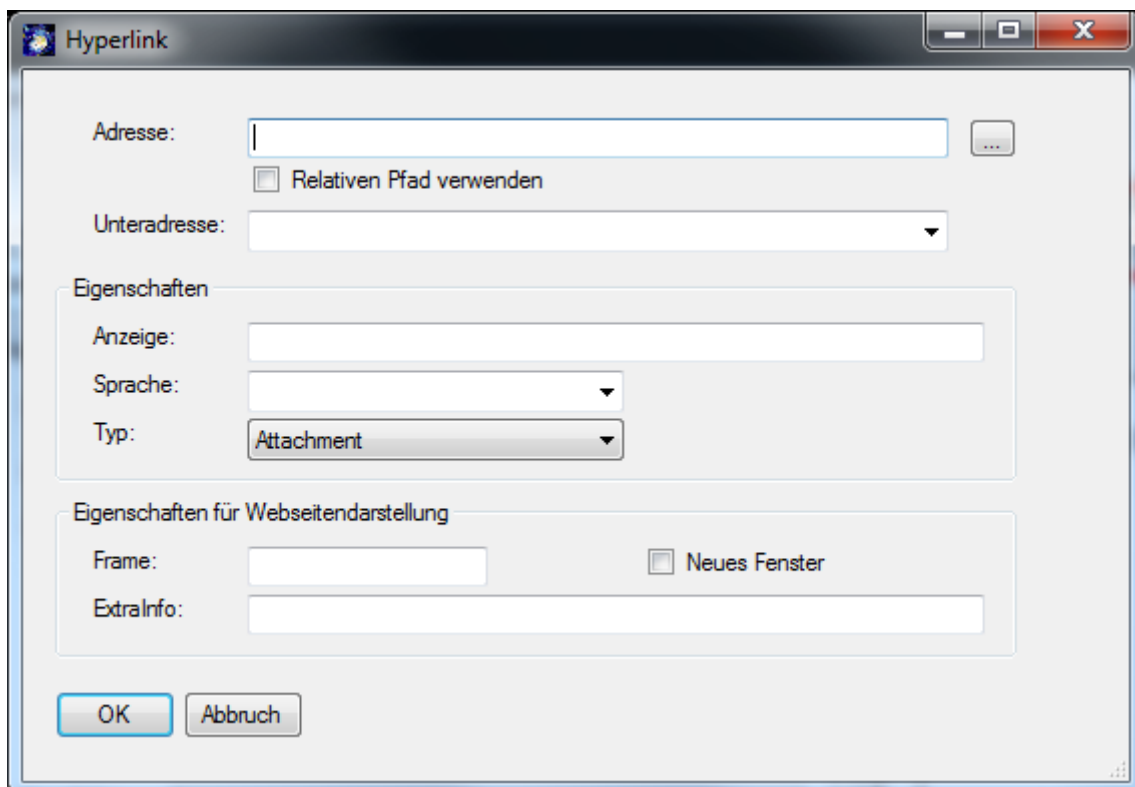 Hyperlink
Adresse:
...
Relativen Pfad verwenden
Unteradresse:
Eigenschaften
Anzeige:
Sprache:
Typ: Attachment
Eigenschaften für Webseitendarstellung
Frame: Neues Fenster
ExtraInfo:
OK Abbruch